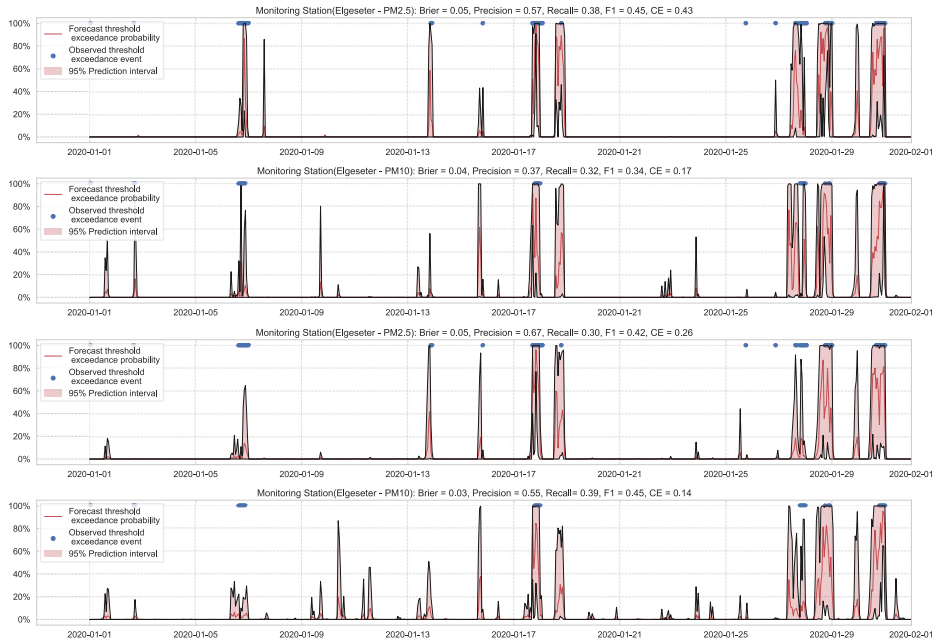 Monitoring Station(Elgeseter - PM2.5): Brier = 0.05, Precision = 0.57, Recall= 0.38, F1 = 0.45, CE = 0.43
100%
80%
60%
40%
20%
0%
Forecast threshold
exceedance probability
Observed threshold
exceedance event
95% Prediction interval
2020-01-01 2020-01-05 2020-01-09 2020-01-13 2020-01-17 2020-01-21 2020-01-25 2020-01-29 2020-02-01
Monitoring Station(Elgeseter - PM10): Brier = 0.04, Precision = 0.37, Recall= 0.32, F1 = 0.34, CE = 0.17
100%
80%
60%
40%
20%
0%
Forecast threshold
exceedance probability
Observed threshold
exceedance event
95% Prediction interval
2020-01-01 2020-01-05 2020-01-09 2020-01-13 2020-01-17 2020-01-21 2020-01-25 2020-01-29 2020-02-01
Monitoring Station(Elgeseter - PM2.5): Brier = 0.05, Precision = 0.67, Recall= 0.30, F1 = 0.42, CE = 0.26
100%
80%
60%
40%
20%
0%
Forecast threshold
exceedance probability
Observed threshold
exceedance event
95% Prediction interval
2020-01-01 2020-01-05 2020-01-09 2020-01-13 2020-01-17 2020-01-21 2020-01-25 2020-01-29 2020-02-01
Monitoring Station(Elgeseter - PM10): Brier = 0.03, Precision = 0.55, Recall= 0.39, F1 = 0.45, CE = 0.14
100%
80%
60%
40%
20%
0%
Forecast threshold
exceedance probability
Observed threshold
exceedance event
95% Prediction interval
2020-01-01 2020-01-05 2020-01-09 2020-01-13 2020-01-17 2020-01-21 2020-01-25 2020-01-29 2020-02-01